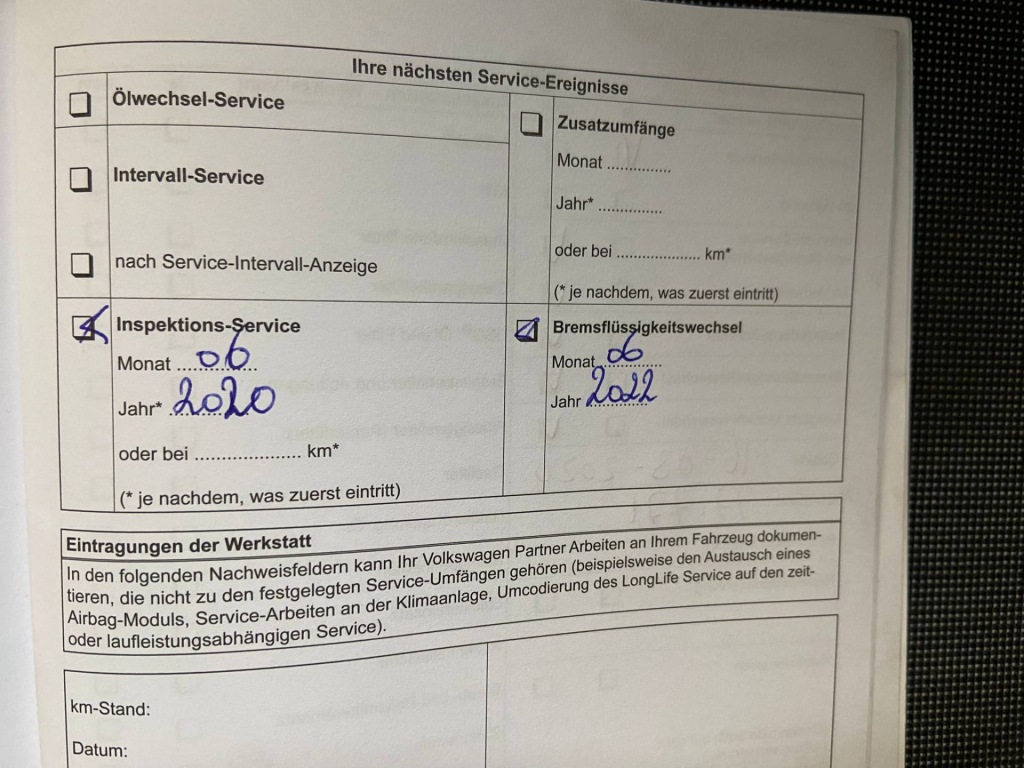 Ihre nächsten Service-Ereignisse
Ölwechsel-Service
Intervall-Service
nach Service-Intervall-Anzeige
Zusatzumfänge
Monat ..............
Jahr* ..............
oder bei .................... km*
(* je nachdem, was zuerst eintritt)
Inspektions-Service
Monat 06
Jahr* 2020
oder bei .................... km*
(* je nachdem, was zuerst eintritt)
Bremsflüssigkeitswechsel
Monat 06
Jahr 2022
Eintragungen der Werkstatt
In den folgenden Nachweisfeldern kann Ihr Volkswagen Partner Arbeiten an Ihrem Fahrzeug dokumen-
tieren, die nicht zu den festgelegten Service-Umfängen gehören (beispielsweise den Austausch eines
Airbag-Moduls, Service-Arbeiten an der Klimaanlage, Umcodierung des LongLife Service auf den zeit-
oder laufleistungsabhängigen Service).
km-Stand:
Datum: